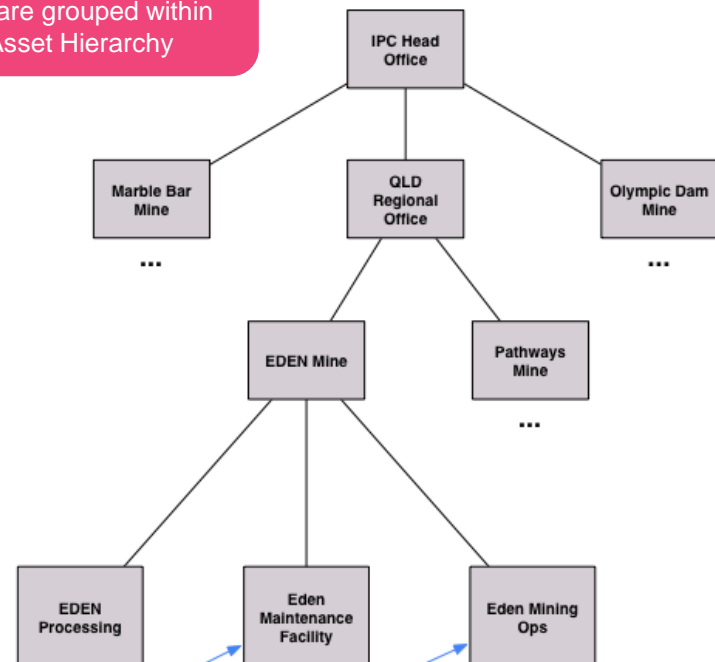 are grouped within
Asset Hierarchy
IPC Head
Office
Marble Bar
Mine
QLD
Regional
Office
Olympic Dam
Mine
...
...
EDEN Mine
Pathways
Mine
...
EDEN
Processing
Eden
Maintenance
Facility
Eden Mining
Ops